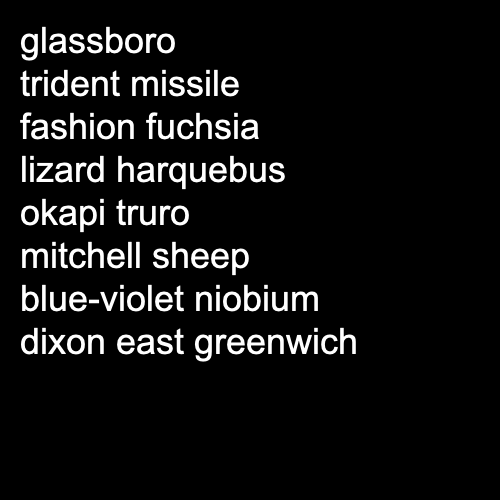 glassboro
trident missile
fashion fuchsia
lizard harquebus
okapi truro
mitchell sheep
blue-violet niobium
dixon east greenwich